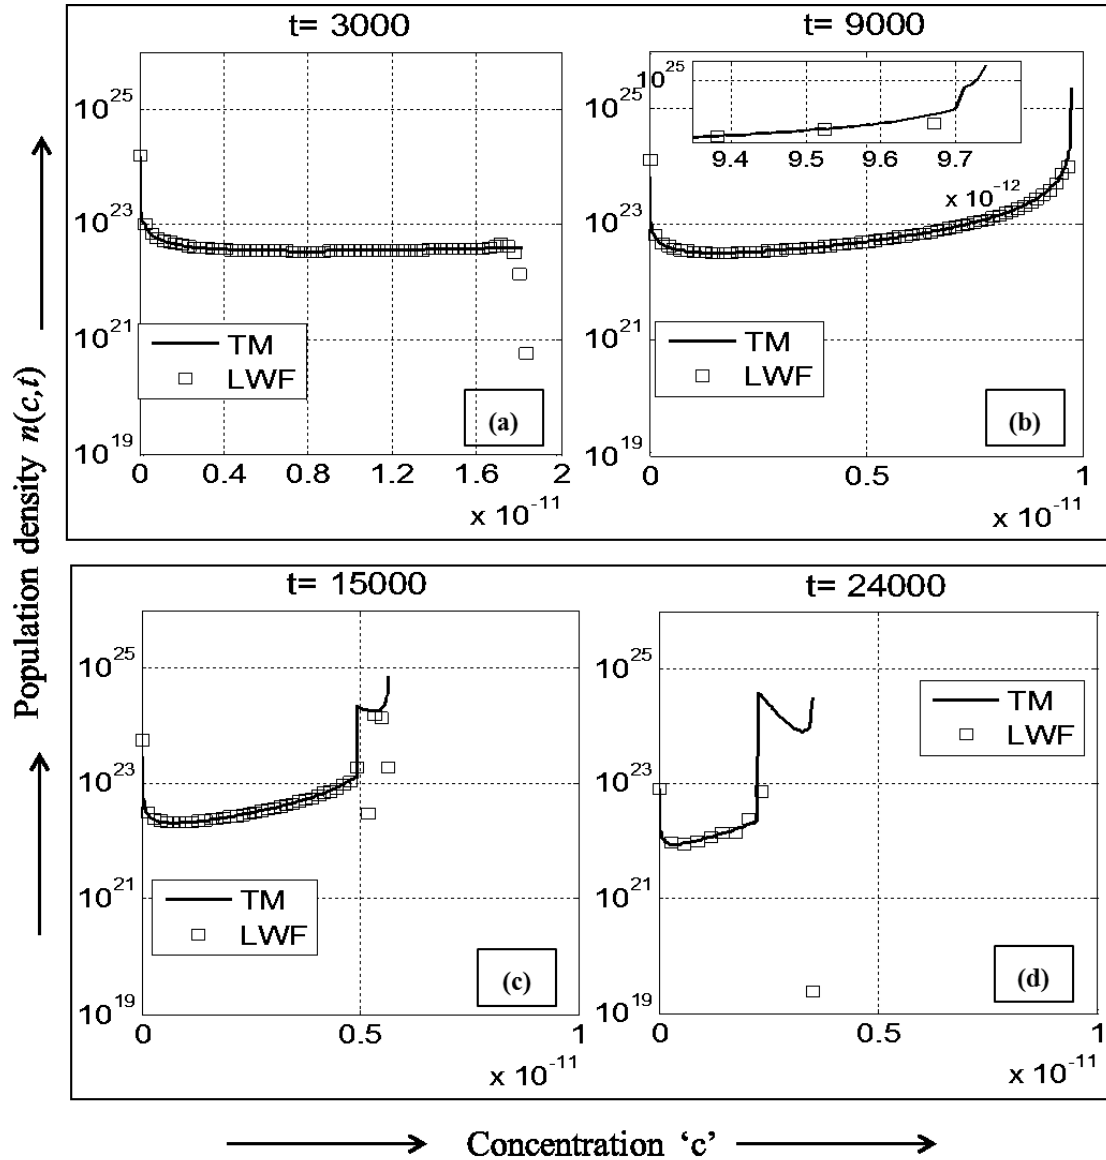 t= 3000
10^25
10^23
10^21
10^19
TM
LWF
(a)
0 0.4 0.8 1.2 1.6 2
x 10^-11
t= 9000
10^25
10^25
10^23
10^21
10^19
9.4 9.5 9.6 9.7
x 10^-12
TM
LWF
(b)
0 0.5 1
x 10^-11
Population density n(c,t)
t= 15000
10^25
10^23
10^21
10^19
TM
LWF
(c)
0 0.5 1
x 10^-11
t= 24000
10^25
10^23
10^21
10^19
TM
LWF
(d)
0 0.5 1
x 10^-11
Concentration ‘c’